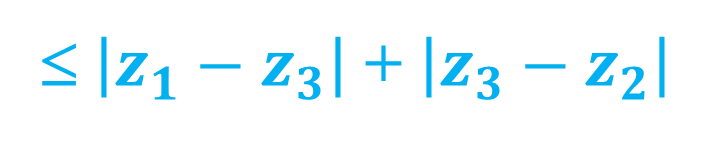 ≤ |z₁ − z₃| + |z₃ − z₂|